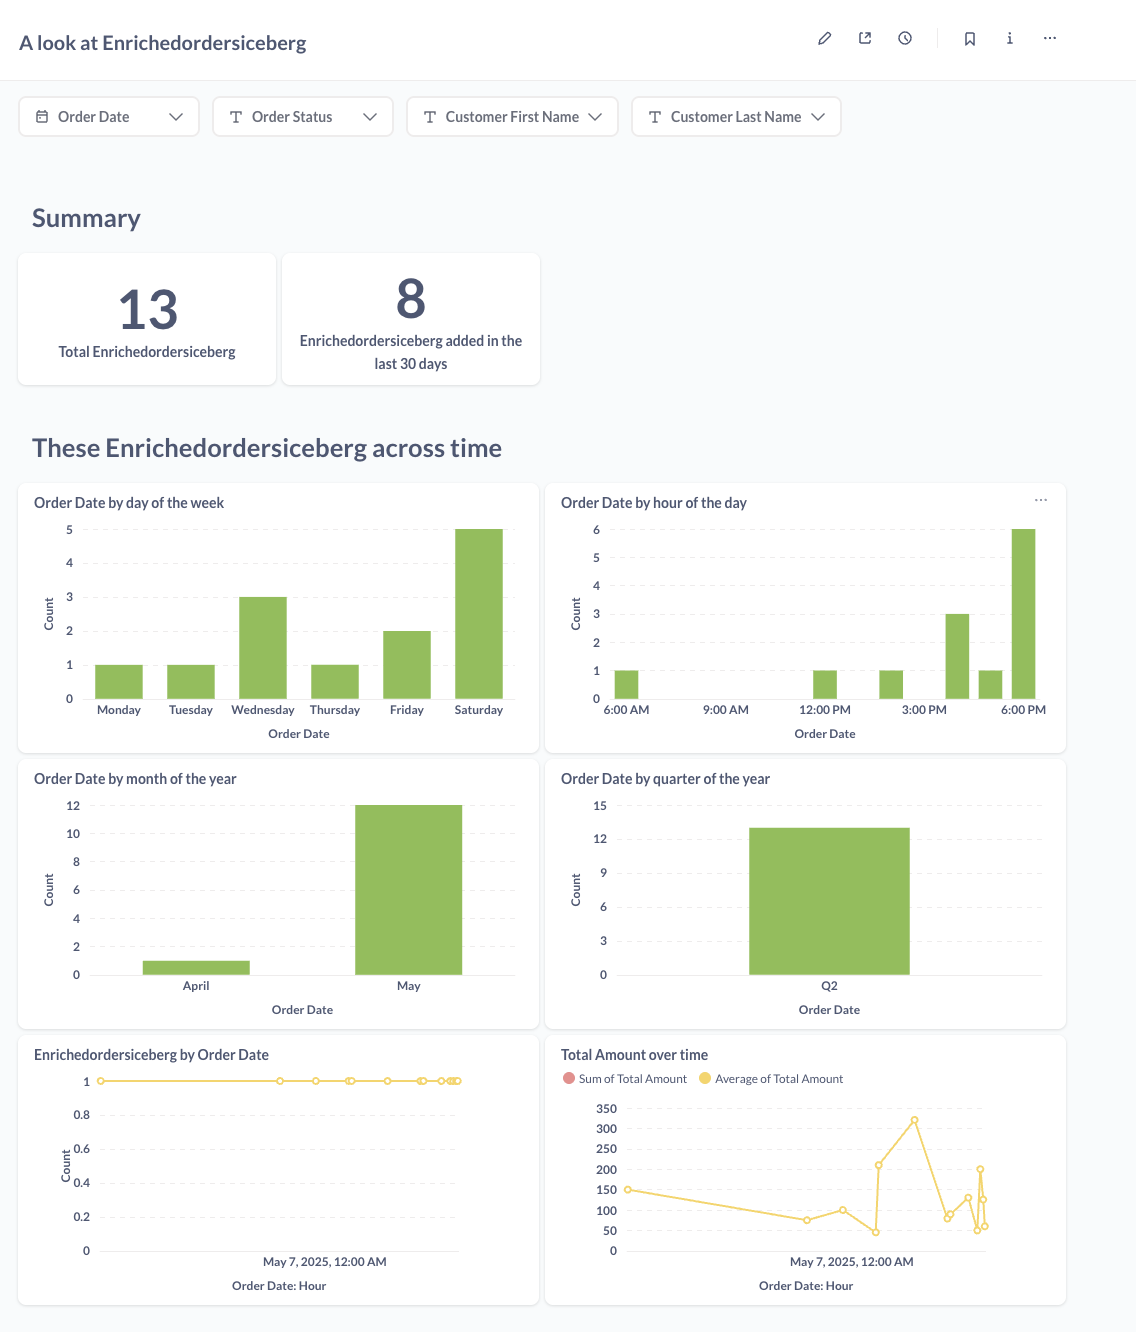 A look at Enrichedordersiceberg
Order Date
Order Status
Customer First Name
Customer Last Name
Summary
13
Total Enrichedordersiceberg
8
Enrichedordersiceberg added in the
last 30 days
These Enrichedordersiceberg across time
Order Date by day of the week
5
4
3
2
1
0
Count
Monday Tuesday Wednesday Thursday Friday Saturday
Order Date
Order Date by hour of the day
6
5
4
3
2
1
0
Count
6:00 AM 9:00 AM 12:00 PM 3:00 PM 6:00 PM
Order Date
Order Date by month of the year
12
10
8
6
4
2
0
Count
April May
Order Date
Order Date by quarter of the year
15
12
9
6
3
0
Count
Q2
Order Date
Enrichedordersiceberg by Order Date
1
0.8
0.6
0.4
0.2
0
Count
May 7, 2025, 12:00 AM
Order Date: Hour
Total Amount over time
Sum of Total Amount Average of Total Amount
350
300
250
200
150
100
50
0
May 7, 2025, 12:00 AM
Order Date: Hour